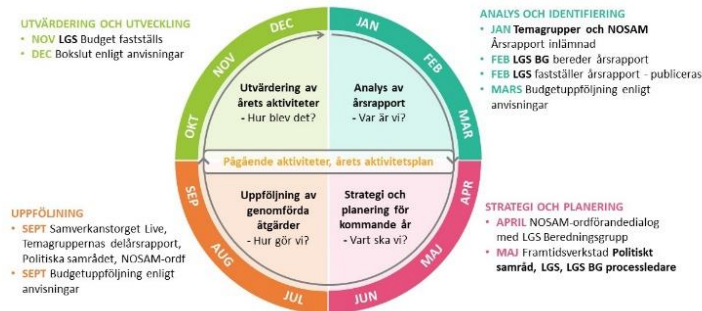 UTVÄRDERING OCH UTVECKLING
• NOV LGS Budget fastställs
• DEC Bokslut enligt anvisningar
ANALYS OCH IDENTIFIERING
• JAN Temagrupper och NOSAM
Årsrapport inlämnad
• FEB LGS BG bereder årsrapport
• FEB LGS fastställer årsrapport - publiceras
• MARS Budgetuppföljning enligt
anvisningar
OKT
NOV
DEC
JAN
FEB
MAR
Utvärdering av
årets aktiviteter
- Hur blev det?
Analys av
årsrapport
- Var är vi?
Pågående aktiviteter, årets aktivitetsplan
Uppföljning av
genomförda
åtgärder
- Hur gör vi?
Strategi och
planering för
kommande år
- Vart ska vi?
APR
MAJ
JUN
JUL
AUG
SEP
UPPFÖLJNING
• SEPT Samverkanstorget Live,
Temagruppernas delårsrapport,
Politiska samrådet, NOSAM-ordf
• SEPT Budgetuppföljning enligt
anvisningar
STRATEGI OCH PLANERING
• APRIL NOSAM-ordförandedialog
med LGS Beredningsgrupp
• MAJ Framtidsverkstad Politiskt
samråd, LGS, LGS BG processledare